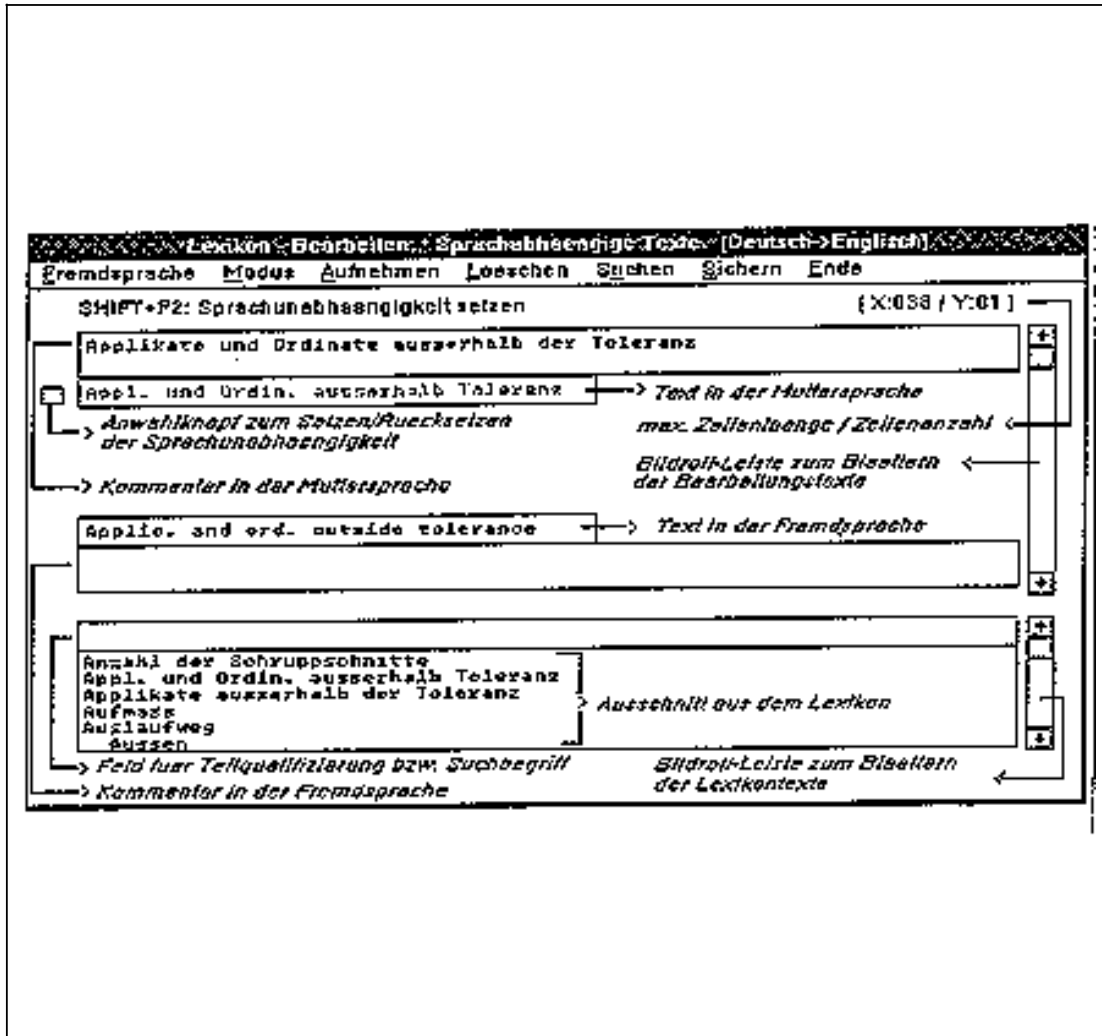 Lexikon - Bearbeiten: Sprachabhaengige Texte [Deutsch->Englisch]
Fremdsprache Modus Aufnehmen Loeschen Suchen Sichern Ende
SHIFT+F2: Sprachunabhaengigkeit setzen [ X:038 / Y:01 ]
Applikate und Ordinate ausserhalb der Toleranz
Appl. und Ordin. ausserhalb Toleranz Text in der Muttersprache
Anwahlknopf zum Setzen/Ruecksetzen max. Zeilenlaenge / Zeilenanzahl
der Sprachunabhaengigkeit
Bildroll-Leiste zum Blaettern
Kommentar in der Muttersprache der Bearbeitungstexte
Applic. and ord. outside tolerance Text in der Fremdsprache
Anzahl der Schruppschnitte
Appl. und Ordin. ausserhalb Toleranz
Applikate ausserhalb der Toleranz Ausschnitt aus dem Lexikon
Aufmass
Auslaufweg
Aussen
Feld fuer Teilqualifizierung bzw. Suchbegriff Bildroll-Leiste zum Blaettern
Kommentar in der Fremdsprache der Lexikontexte